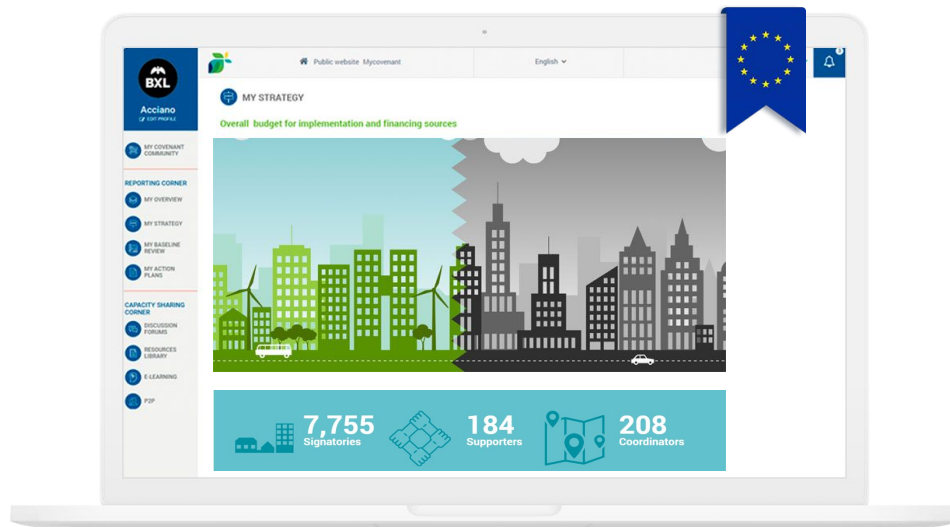 BXL
Acciano
EDIT PROFILE
MY COVENANT
COMMUNITY
REPORTING CORNER
MY OVERVIEW
MY STRATEGY
MY BASELINE
REVIEW
MY ACTION
PLANS
CAPACITY SHARING
CORNER
DISCUSSION
FORUMS
RESOURCES
LIBRARY
E-LEARNING
P2P
Public website Mycovenant
English
MY STRATEGY
Overall budget for implementation and financing sources
7,755
Signatories
184
Supporters
208
Coordinators